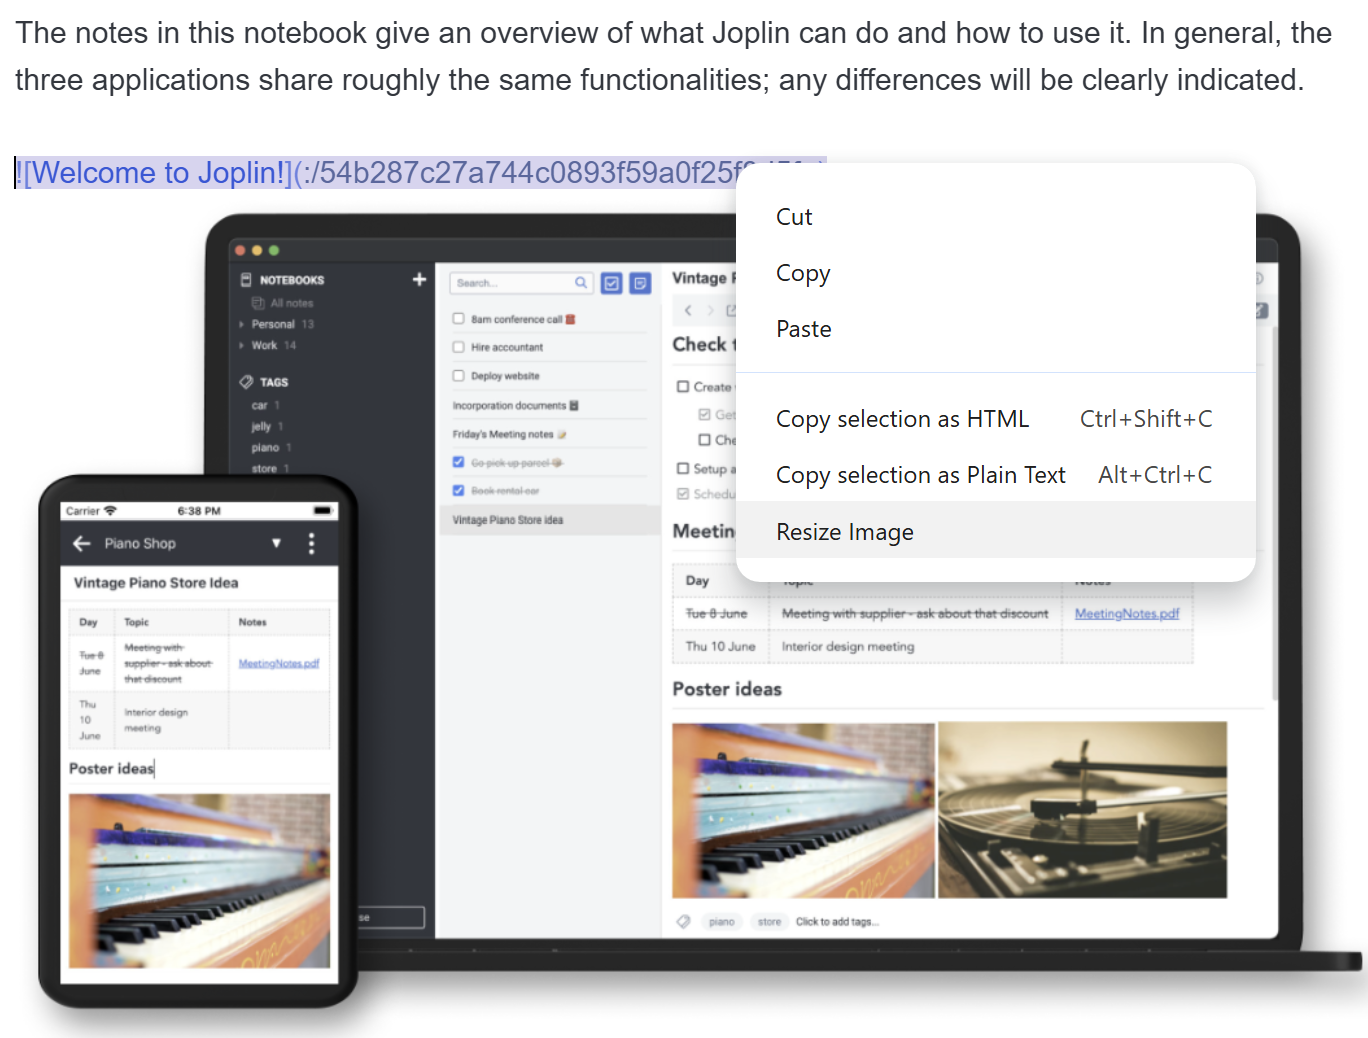 The notes in this notebook give an overview of what Joplin can do and how to use it. In general, the
three applications share roughly the same functionalities; any differences will be clearly indicated.
![Welcome to Joplin!](:/54b287c27a744c0893f59a0f25f
Cut
Copy
Paste
Copy selection as HTML Ctrl+Shift+C
Copy selection as Plain Text Alt+Ctrl+C
Resize Image
NOTEBOOKS
All notes
Personal 13
Work 14
TAGS
car 1
jelly 1
piano 1
store 1
Search...
8am conference call
Hire accountant
Deploy website
Incorporation documents
Friday's Meeting notes
Go pick up parcel
Book rental car
Vintage Piano Store Idea
Vintage
Check
Create
Setup
Day Topic Notes
Tue 8 June Meeting with supplier - ask about that discount MeetingNotes.pdf
Thu 10 June Interior design meeting
Poster ideas
piano store Click to add tags...
Carrier 6:38 PM
Piano Shop
Vintage Piano Store Idea
Day Topic Notes
Tue 8
June
Meeting with
supplier - ask about
that discount
MeetingNotes.pdf
Thu
10
June
Interior design
meeting
Poster ideas